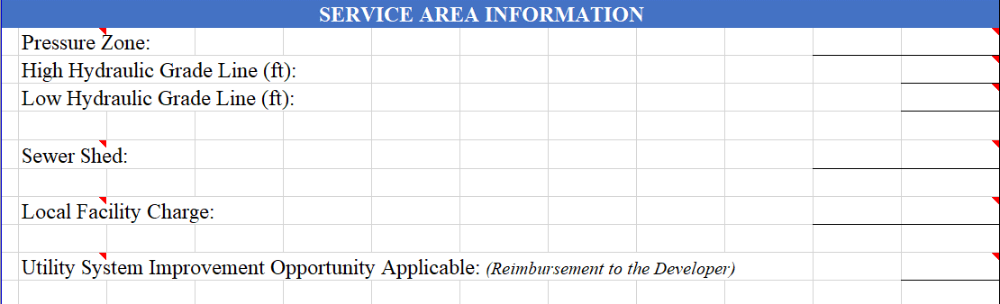 SERVICE AREA INFORMATION
Pressure Zone:
High Hydraulic Grade Line (ft):
Low Hydraulic Grade Line (ft):
Sewer Shed:
Local Facility Charge:
Utility System Improvement Opportunity Applicable: (Reimbursement to the Developer)